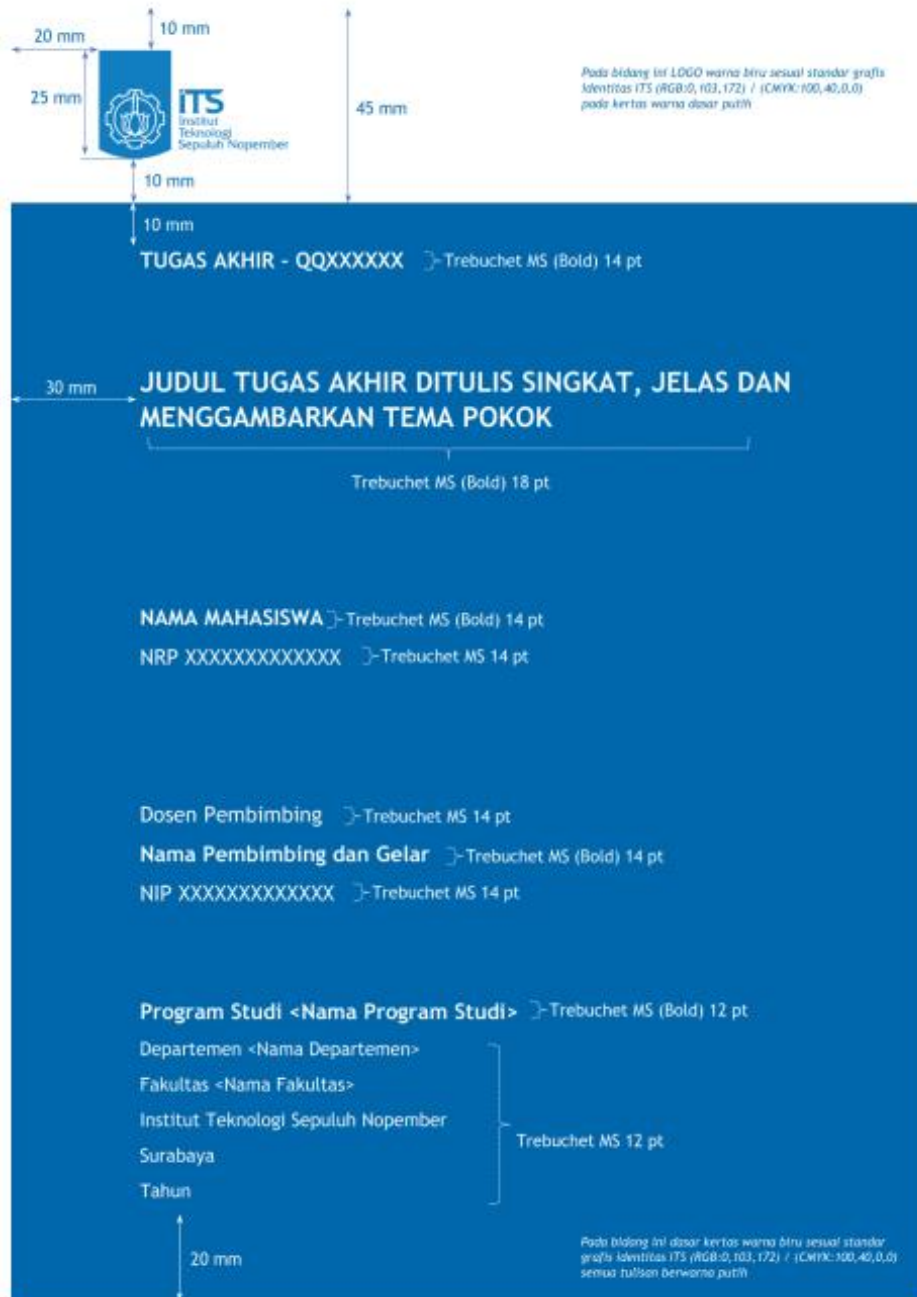 10 mm
20 mm
25 mm
iTS
Institut
Teknologi
Sepuluh Nopember
45 mm
Pada bidang ini LOGO warna biru sesuai standar grafis
identitas ITS (RGB:0,103,172) / (CMYK:100,40,0,0)
pada kertas warna dasar putih
10 mm
10 mm
TUGAS AKHIR - QQXXXXXX Trebuchet MS (Bold) 14 pt
30 mm
JUDUL TUGAS AKHIR DITULIS SINGKAT, JELAS DAN
MENGGAMBARKAN TEMA POKOK
Trebuchet MS (Bold) 18 pt
NAMA MAHASISWA Trebuchet MS (Bold) 14 pt
NRP XXXXXXXXXXXXX Trebuchet MS 14 pt
Dosen Pembimbing Trebuchet MS 14 pt
Nama Pembimbing dan Gelar Trebuchet MS (Bold) 14 pt
NIP XXXXXXXXXXXXX Trebuchet MS 14 pt
Program Studi <Nama Program Studi> Trebuchet MS (Bold) 12 pt
Departemen <Nama Departemen>
Fakultas <Nama Fakultas>
Institut Teknologi Sepuluh Nopember
Trebuchet MS 12 pt
Surabaya
Tahun
20 mm
Pada bidang ini dasar kertas warna biru sesuai standar
grafis identitas ITS (RGB:0,103,172) / (CMYK:100,40,0,0)
semua tulisan berwarna putih